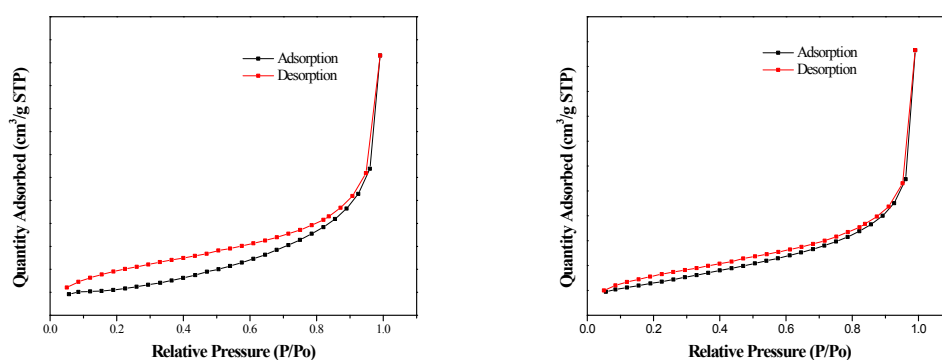 Adsorption
Desorption
Quantity Adsorbed (cm³/g STP)
0.0 0.2 0.4 0.6 0.8 1.0
Relative Pressure (P/Po)
Adsorption
Desorption
Quantity Adsorbed (cm³/g STP)
0.0 0.2 0.4 0.6 0.8 1.0
Relative Pressure (P/Po)